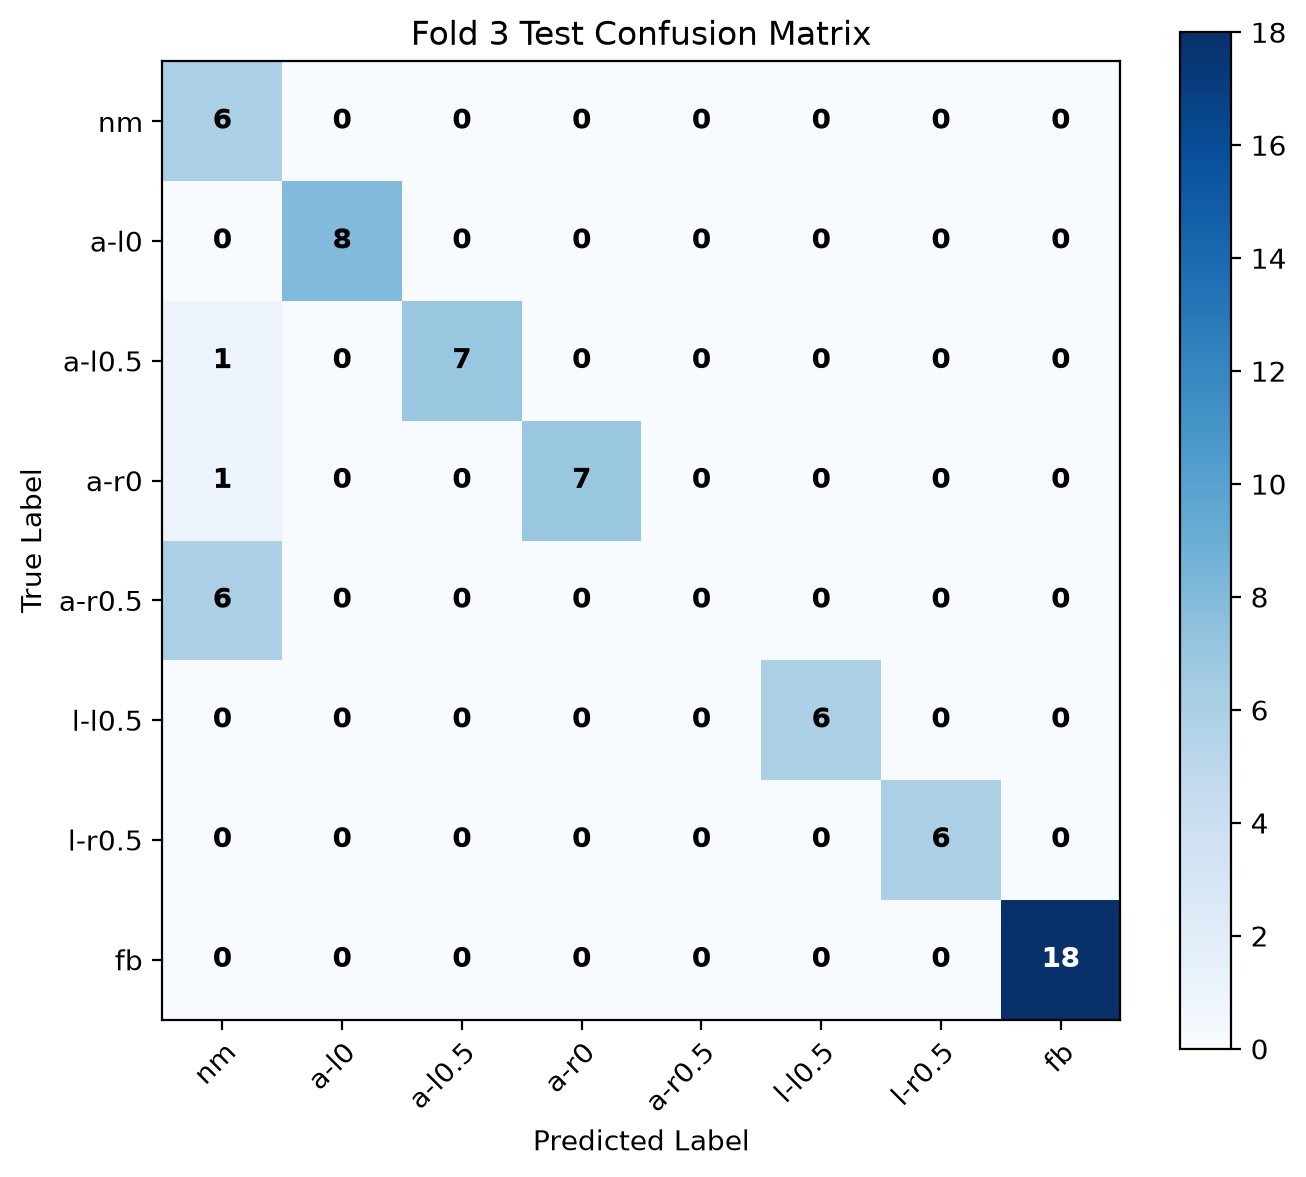 Fold 3 Test Confusion Matrix
True Label
nm 6 0 0 0 0 0 0 0
a-l0 0 8 0 0 0 0 0 0
a-l0.5 1 0 7 0 0 0 0 0
a-r0 1 0 0 7 0 0 0 0
a-r0.5 6 0 0 0 0 0 0 0
l-l0.5 0 0 0 0 0 6 0 0
l-r0.5 0 0 0 0 0 0 6 0
fb 0 0 0 0 0 0 0 18
nm a-l0 a-l0.5 a-r0 a-r0.5 l-l0.5 l-r0.5 fb
Predicted Label
18
16
14
12
10
8
6
4
2
0